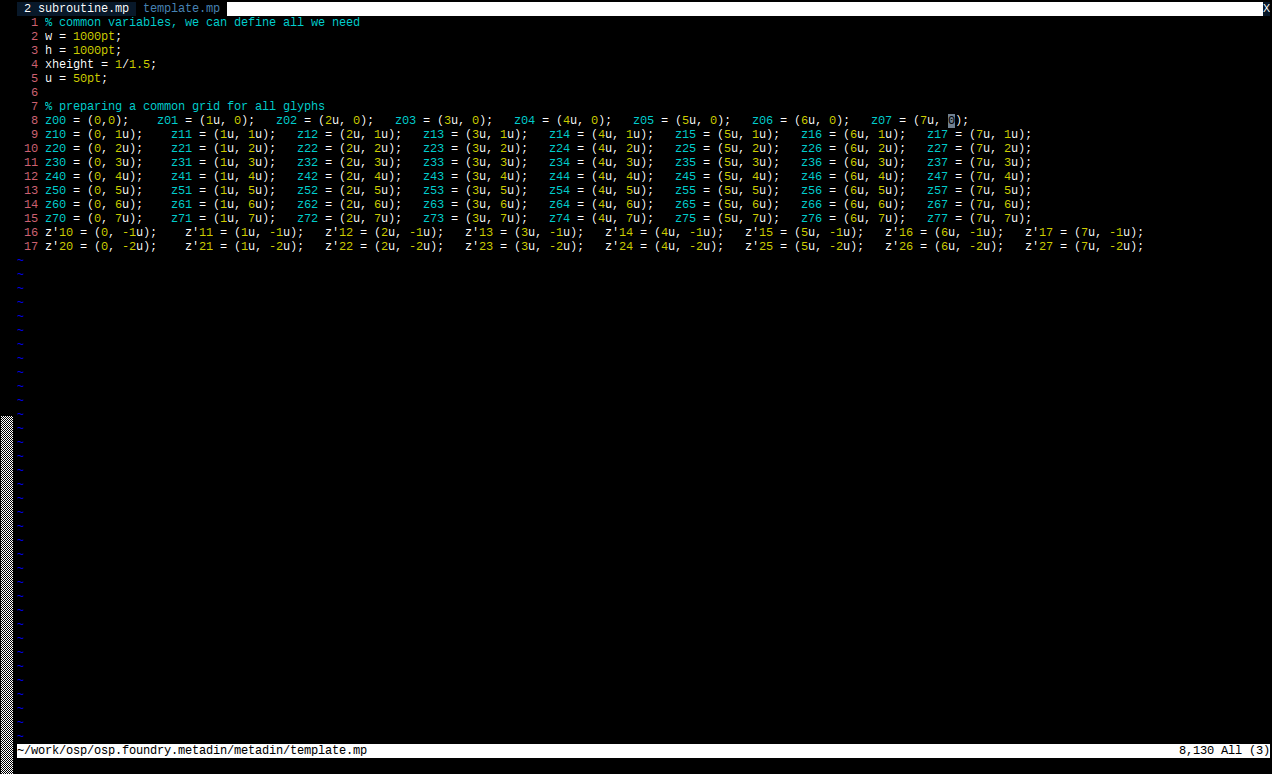 2 subroutine.mp  template.mp X
1 % common variables, we can define all we need
2 w = 1000pt;
3 h = 1000pt;
4 xheight = 1/1.5;
5 u = 50pt;
6
7 % preparing a common grid for all glyphs
8 z00 = (0,0);    z01 = (1u, 0);   z02 = (2u, 0);   z03 = (3u, 0);   z04 = (4u, 0);   z05 = (5u, 0);   z06 = (6u, 0);   z07 = (7u, 0);
9 z10 = (0, 1u);    z11 = (1u, 1u);   z12 = (2u, 1u);   z13 = (3u, 1u);   z14 = (4u, 1u);   z15 = (5u, 1u);   z16 = (6u, 1u);   z17 = (7u, 1u);
10 z20 = (0, 2u);    z21 = (1u, 2u);   z22 = (2u, 2u);   z23 = (3u, 2u);   z24 = (4u, 2u);   z25 = (5u, 2u);   z26 = (6u, 2u);   z27 = (7u, 2u);
11 z30 = (0, 3u);    z31 = (1u, 3u);   z32 = (2u, 3u);   z33 = (3u, 3u);   z34 = (4u, 3u);   z35 = (5u, 3u);   z36 = (6u, 3u);   z37 = (7u, 3u);
12 z40 = (0, 4u);    z41 = (1u, 4u);   z42 = (2u, 4u);   z43 = (3u, 4u);   z44 = (4u, 4u);   z45 = (5u, 4u);   z46 = (6u, 4u);   z47 = (7u, 4u);
13 z50 = (0, 5u);    z51 = (1u, 5u);   z52 = (2u, 5u);   z53 = (3u, 5u);   z54 = (4u, 5u);   z55 = (5u, 5u);   z56 = (6u, 5u);   z57 = (7u, 5u);
14 z60 = (0, 6u);    z61 = (1u, 6u);   z62 = (2u, 6u);   z63 = (3u, 6u);   z64 = (4u, 6u);   z65 = (5u, 6u);   z66 = (6u, 6u);   z67 = (7u, 6u);
15 z70 = (0, 7u);    z71 = (1u, 7u);   z72 = (2u, 7u);   z73 = (3u, 7u);   z74 = (4u, 7u);   z75 = (5u, 7u);   z76 = (6u, 7u);   z77 = (7u, 7u);
16 z'10 = (0, -1u);    z'11 = (1u, -1u);   z'12 = (2u, -1u);   z'13 = (3u, -1u);   z'14 = (4u, -1u);   z'15 = (5u, -1u);   z'16 = (6u, -1u);   z'17 = (7u, -1u);
17 z'20 = (0, -2u);    z'21 = (1u, -2u);   z'22 = (2u, -2u);   z'23 = (3u, -2u);   z'24 = (4u, -2u);   z'25 = (5u, -2u);   z'26 = (6u, -2u);   z'27 = (7u, -2u);
~/work/osp/osp.foundry.metadin/metadin/template.mp 8,130 All (3)